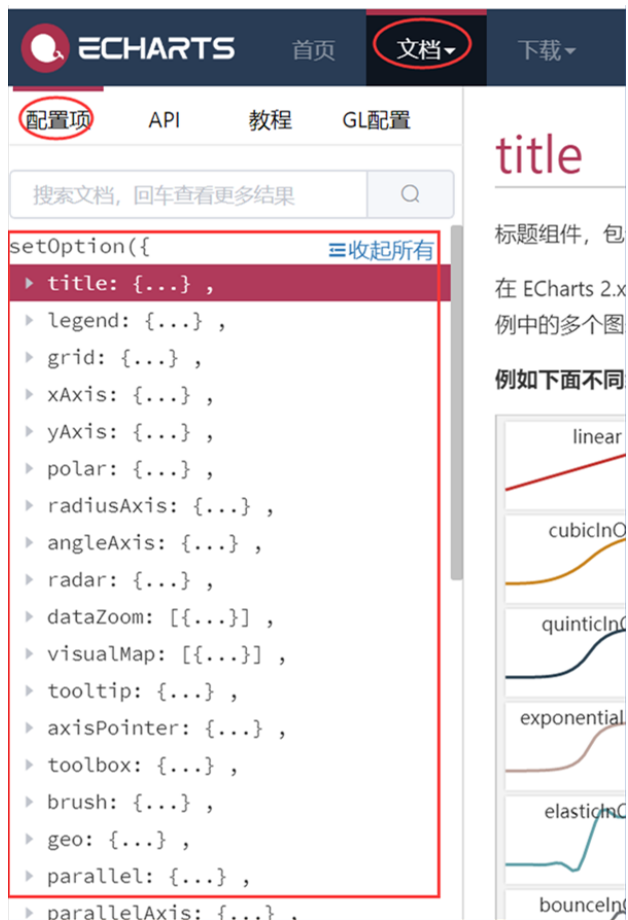 ECHARTS 首页 文档 下载
配置项 API 教程 GL配置
搜索文档，回车查看更多结果
setOption({ 收起所有
title: {...} ,
legend: {...} ,
grid: {...} ,
xAxis: {...} ,
yAxis: {...} ,
polar: {...} ,
radiusAxis: {...} ,
angleAxis: {...} ,
radar: {...} ,
dataZoom: [{...}] ,
visualMap: [{...}] ,
tooltip: {...} ,
axisPointer: {...} ,
toolbox: {...} ,
brush: {...} ,
geo: {...} ,
parallel: {...} ,
parallelAxis: {...} ,
title
标题组件，包
在 ECharts 2.x
例中的多个图
例如下面不同
linear
cubicInO
quinticIn
exponential
elasticIn
bounceIn